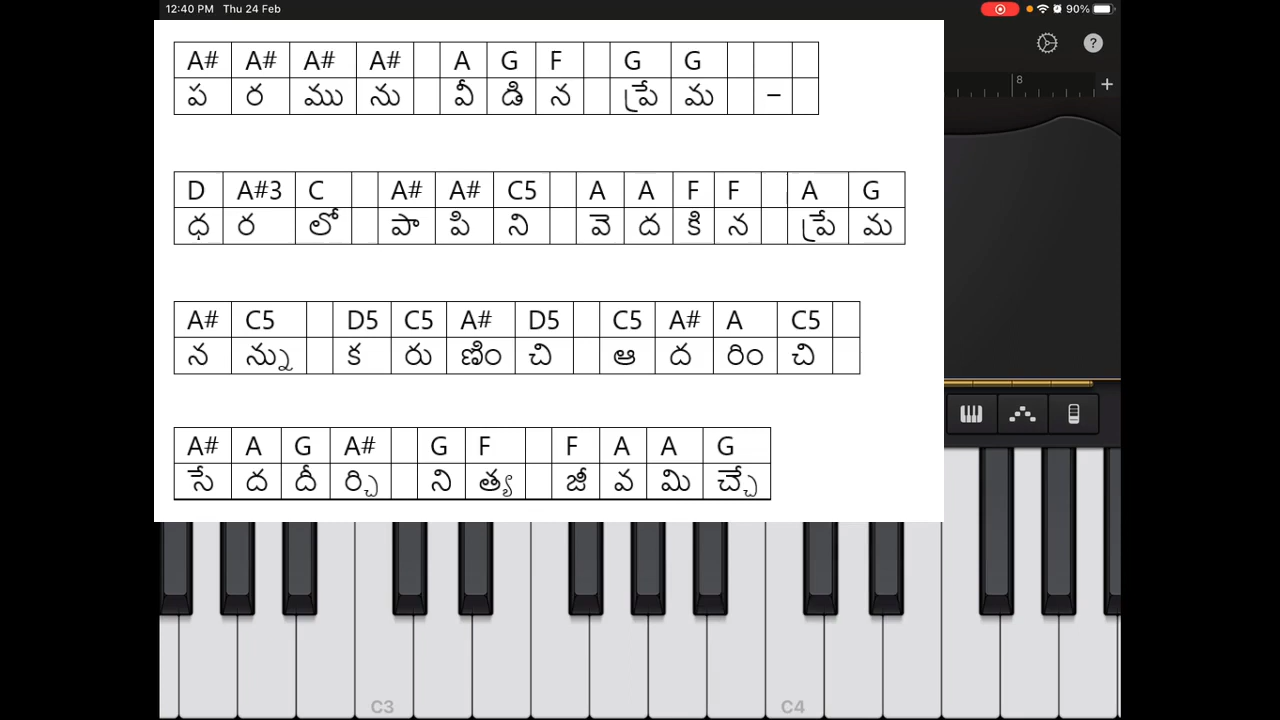 12:40 PM Thu 24 Feb 90%
A# A# A# A# A G F G G
ప ర ము ను వీ డి న ప్రే మ –
8 +
D A#3 C A# A# C5 A A F F A G
ధ ర లో పా పి ని వె ద కి న ప్రే మ
A# C5 D5 C5 A# D5 C5 A# A C5
న న్ను క రు ణిం చి ఆ ద రిం చి
A# A G A# G F F A A G
సే ద దీ ర్చి ని త్య జీ వ మి చ్చే
C3 C4